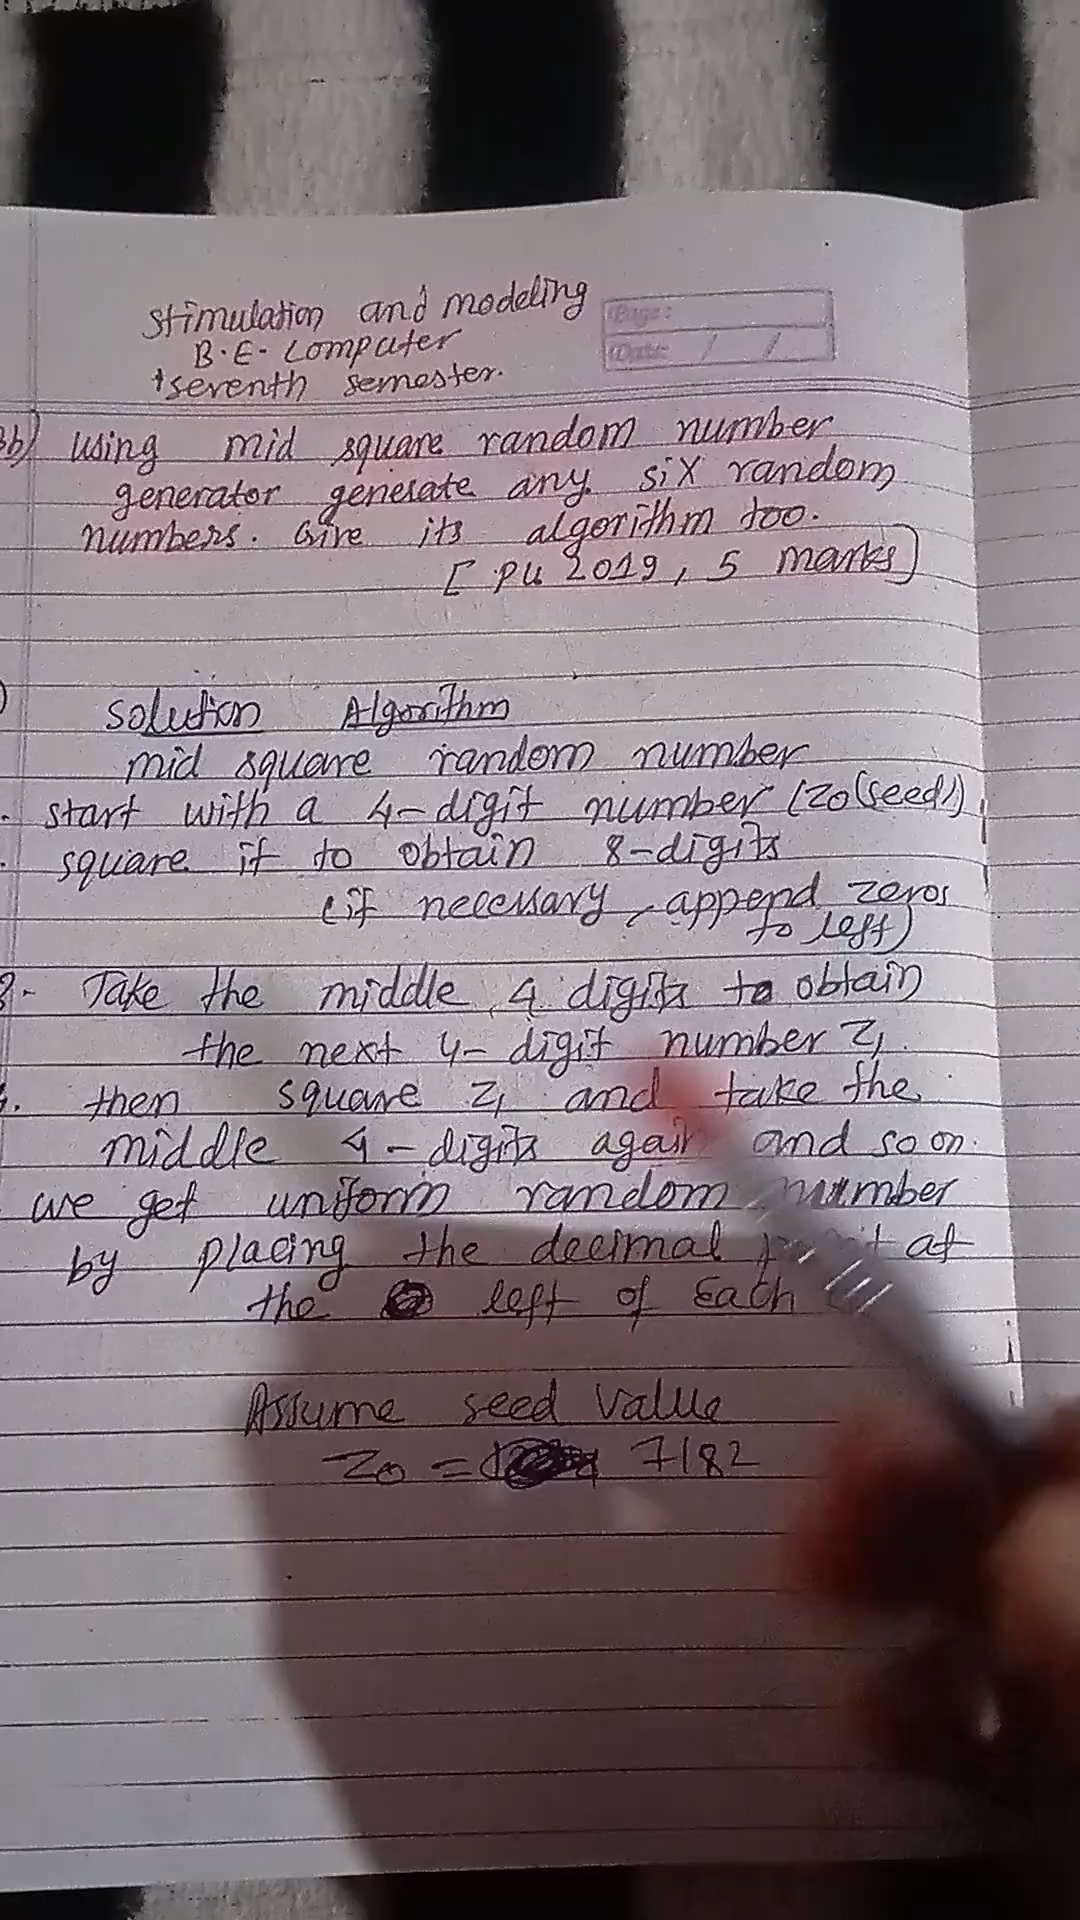 Stimulation and modeling
B.E. Computer
seventh semester.
Page:
Date: / /
3b) Using mid square random number
generator generate any six random
numbers. Give its algorithm too.
[PU 2019, 5 marks]
Solution Algorithm
mid square random number
start with a 4-digit number (Z0(seed))
square it to obtain 8-digits
(if necessary, append zeros
to left)
3- Take the middle 4 digits to obtain
the next 4- digit number Z1.
4. then square Z1 and take the
middle 4-digits again and so on.
we get uniform random number
by placing the decimal at
the left of Each
Assume seed value
Z0 = 7182